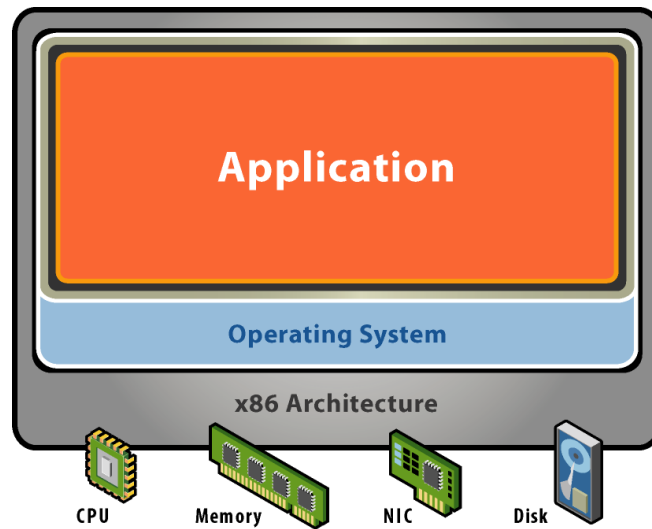 Application
Operating System
x86 Architecture
CPU Memory NIC Disk